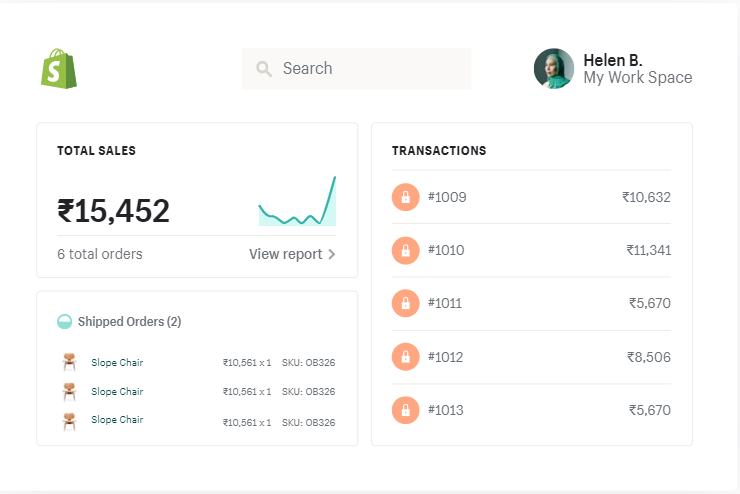 S
Search
Helen B.
My Work Space
TOTAL SALES
₹15,452
6 total orders
View report
Shipped Orders (2)
Slope Chair ₹10,561 x 1 SKU: OB326
Slope Chair ₹10,561 x 1 SKU: OB326
Slope Chair ₹10,561 x 1 SKU: OB326
TRANSACTIONS
#1009 ₹10,632
#1010 ₹11,341
#1011 ₹5,670
#1012 ₹8,506
#1013 ₹5,670